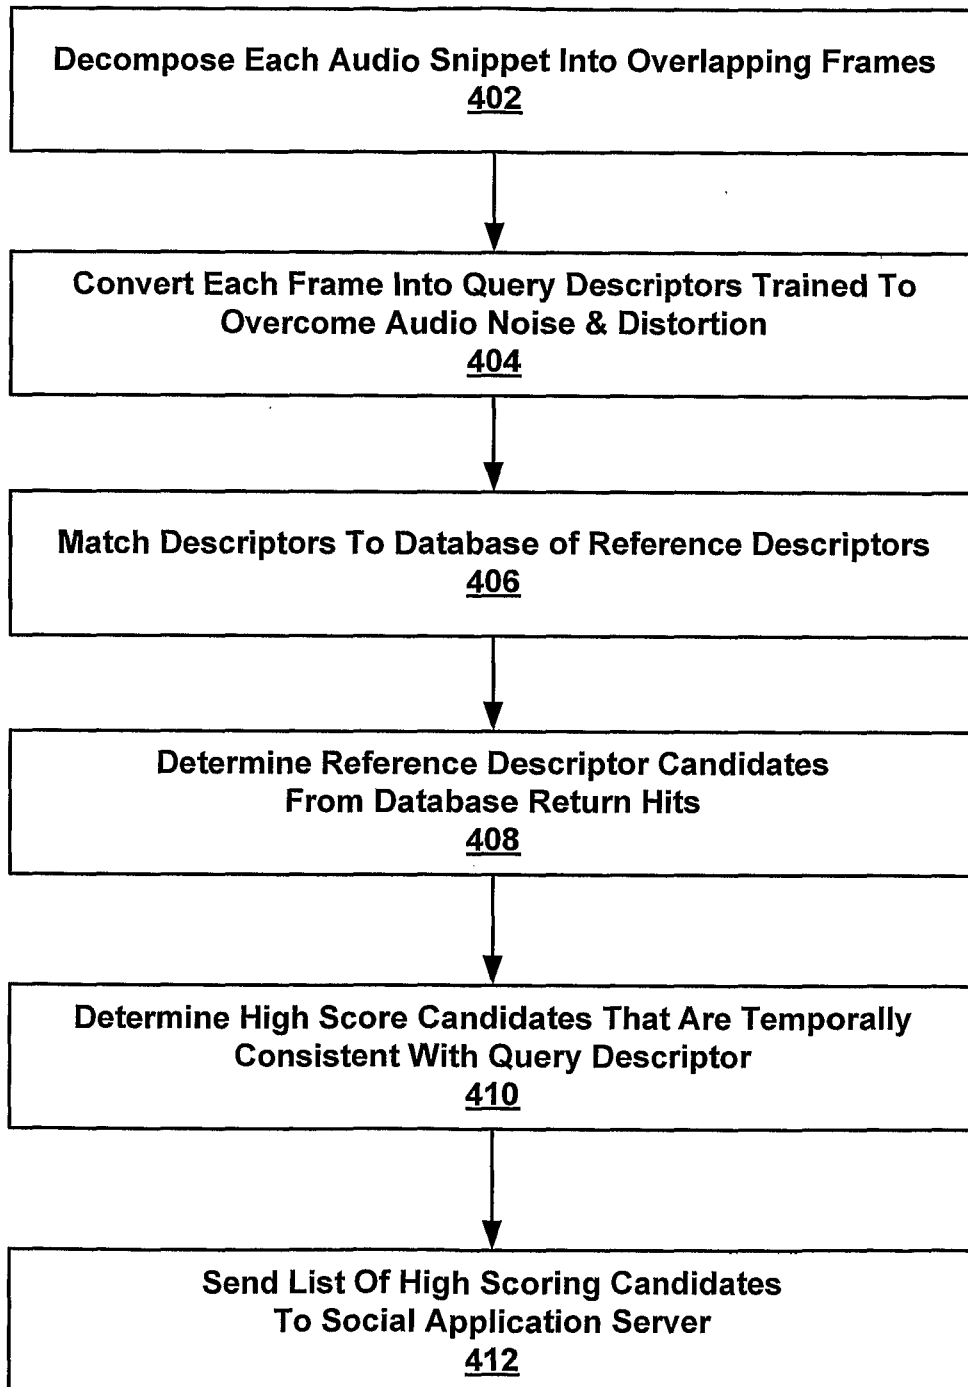 Decompose Each Audio Snippet Into Overlapping Frames
402
Convert Each Frame Into Query Descriptors Trained To
Overcome Audio Noise & Distortion
404
Match Descriptors To Database of Reference Descriptors
406
Determine Reference Descriptor Candidates
From Database Return Hits
408
Determine High Score Candidates That Are Temporally
Consistent With Query Descriptor
410
Send List Of High Scoring Candidates
To Social Application Server
412